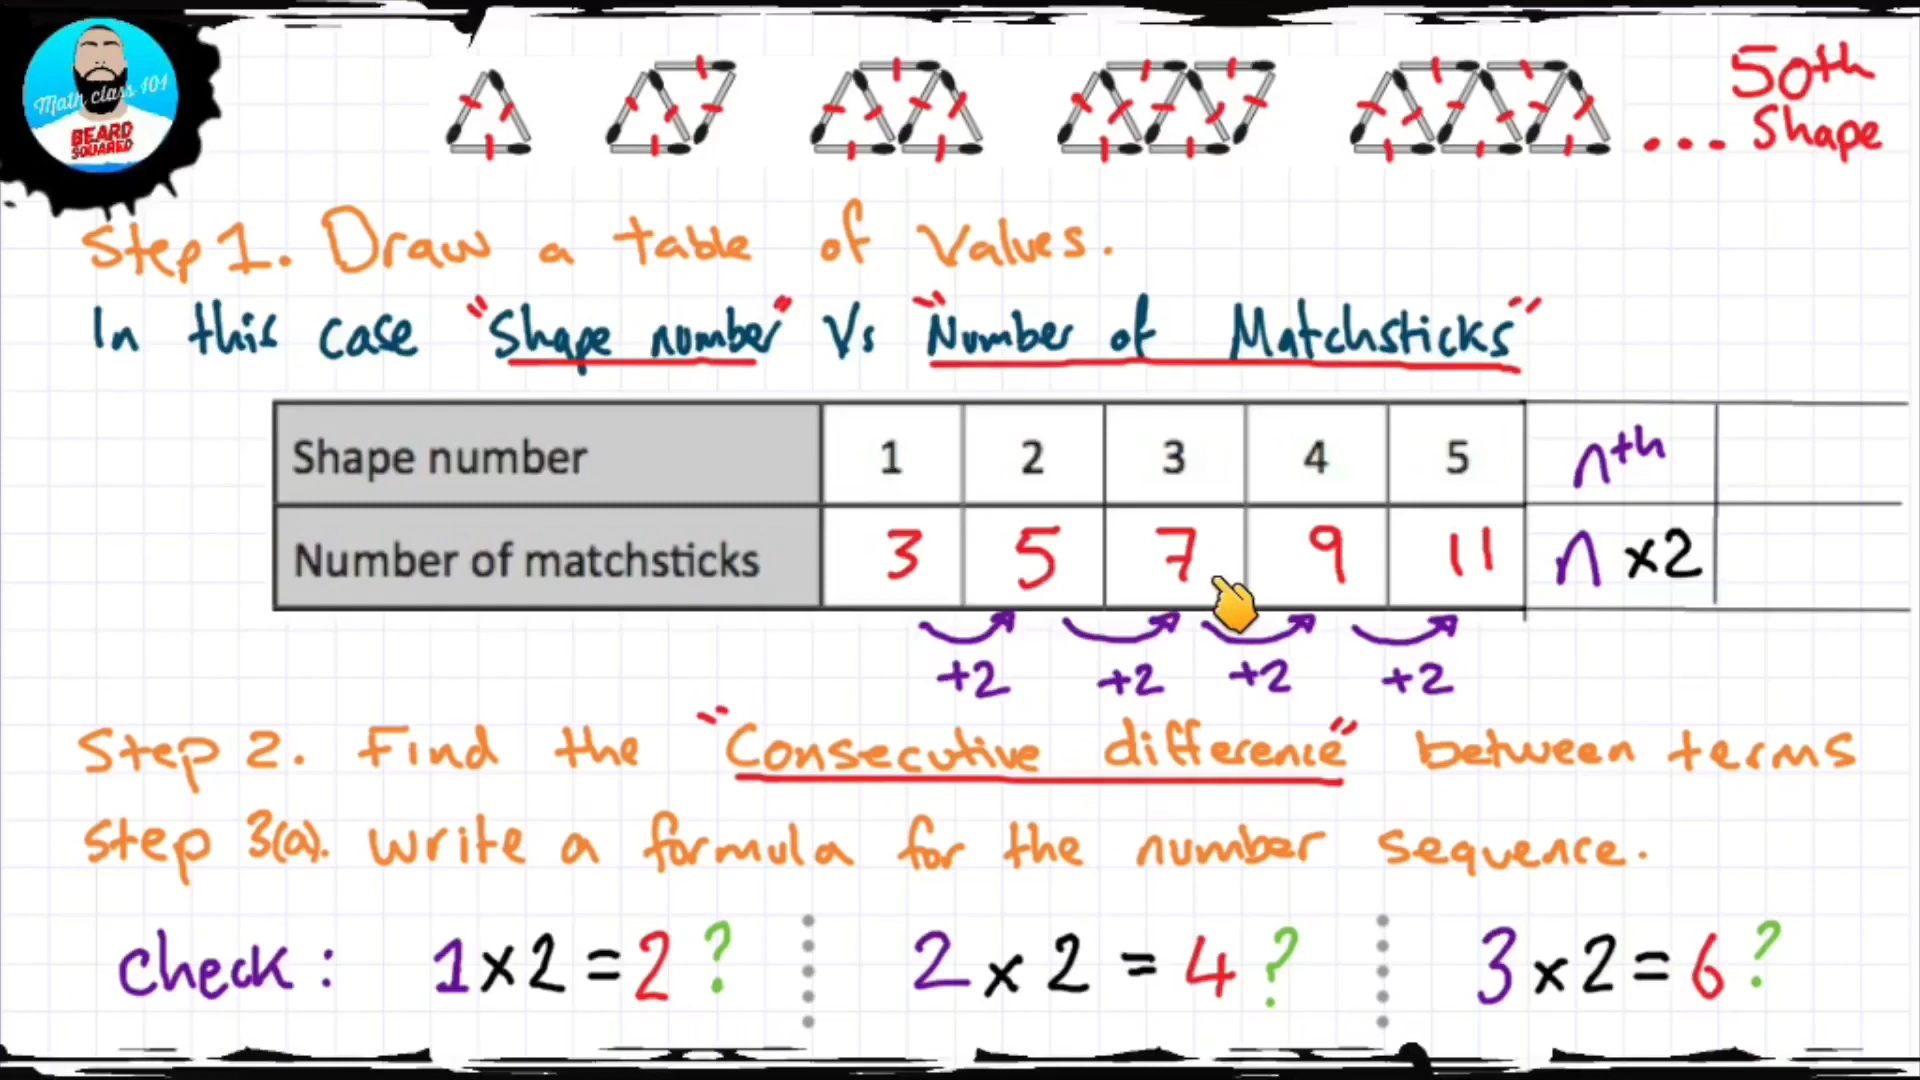 Math class 101
BEARD
SQUARED
50th
... Shape
Step 1. Draw a table of Values.
In this case "Shape number" Vs "Number of Matchsticks"
Shape number 1 2 3 4 5 nth
Number of matchsticks 3 5 7 9 11 n ×2
+2 +2 +2 +2
Step 2. Find the "Consecutive difference" between terms
Step 3(a). Write a formula for the number sequence.
Check: 1×2=2? 2×2=4? 3×2=6?